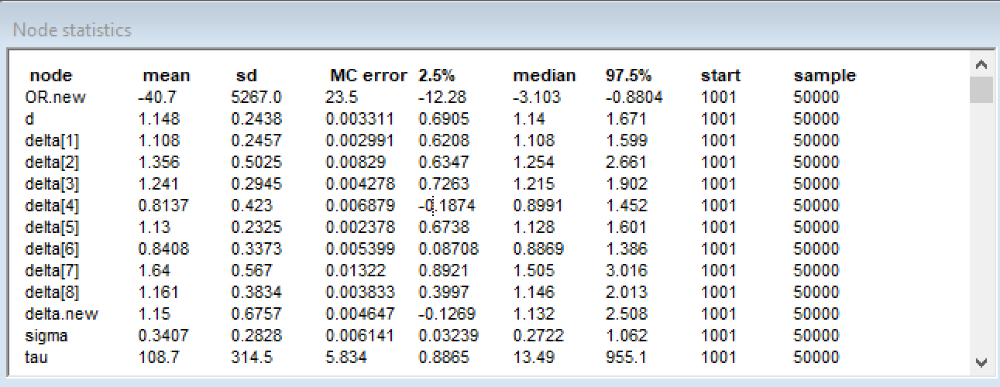 Node statistics
node mean sd MC error 2.5% median 97.5% start sample
OR.new -40.7 5267.0 23.5 -12.28 -3.103 -0.8804 1001 50000
d 1.148 0.2438 0.003311 0.6905 1.14 1.671 1001 50000
delta[1] 1.108 0.2457 0.002991 0.6208 1.108 1.599 1001 50000
delta[2] 1.356 0.5025 0.00829 0.6347 1.254 2.661 1001 50000
delta[3] 1.241 0.2945 0.004278 0.7263 1.215 1.902 1001 50000
delta[4] 0.8137 0.423 0.006879 -0.1874 0.8991 1.452 1001 50000
delta[5] 1.13 0.2325 0.002378 0.6738 1.128 1.601 1001 50000
delta[6] 0.8408 0.3373 0.005399 0.08708 0.8869 1.386 1001 50000
delta[7] 1.64 0.567 0.01322 0.8921 1.505 3.016 1001 50000
delta[8] 1.161 0.3834 0.003833 0.3997 1.146 2.013 1001 50000
delta.new 1.15 0.6757 0.004647 -0.1269 1.132 2.508 1001 50000
sigma 0.3407 0.2828 0.006141 0.03239 0.2722 1.062 1001 50000
tau 108.7 314.5 5.834 0.8865 13.49 955.1 1001 50000